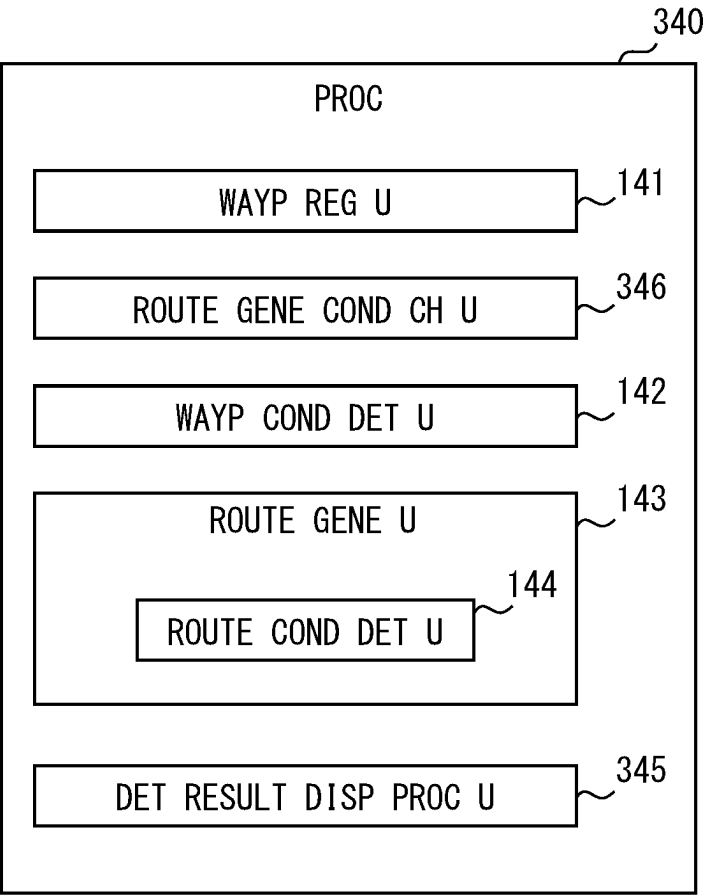 340
PROC
WAYP REG U
141
ROUTE GENE COND CH U
346
WAYP COND DET U
142
ROUTE GENE U
143
144
ROUTE COND DET U
DET RESULT DISP PROC U
345